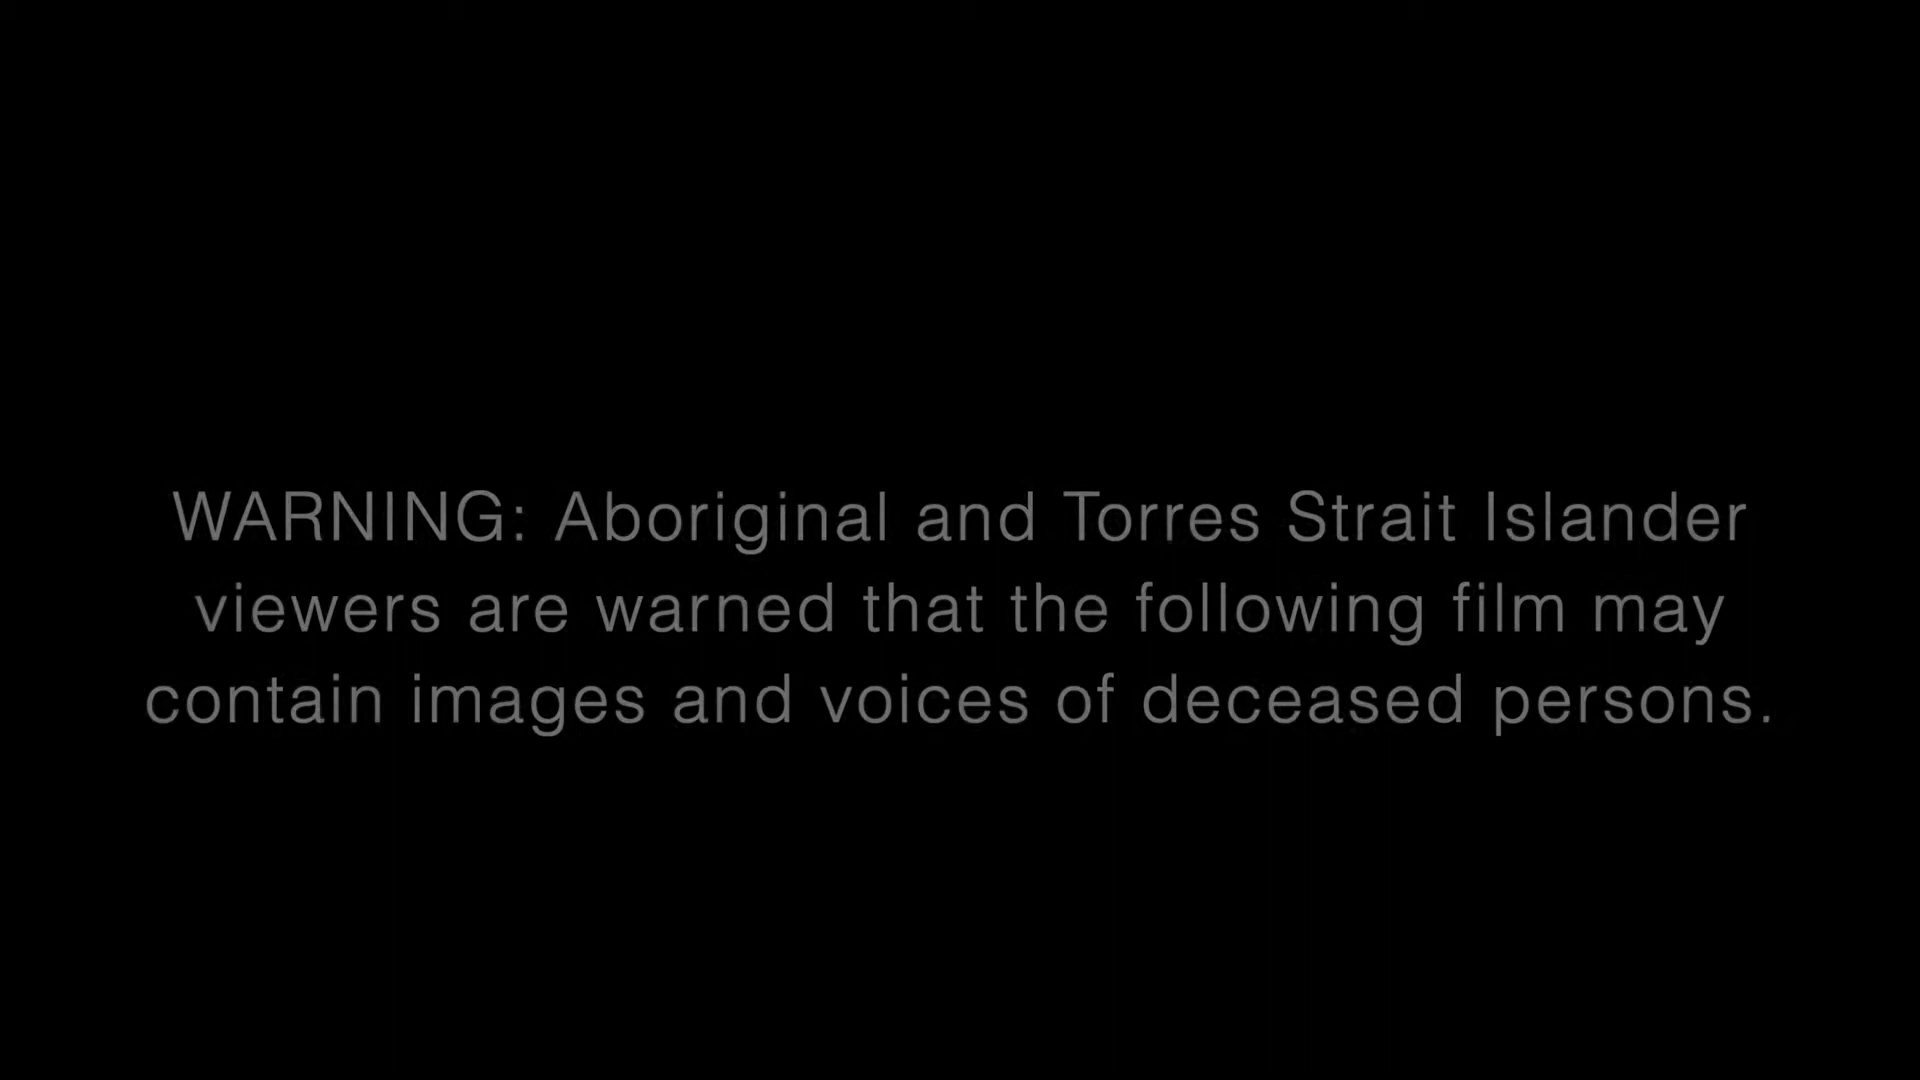 WARNING: Aboriginal and Torres Strait Islander
viewers are warned that the following film may
contain images and voices of deceased persons.